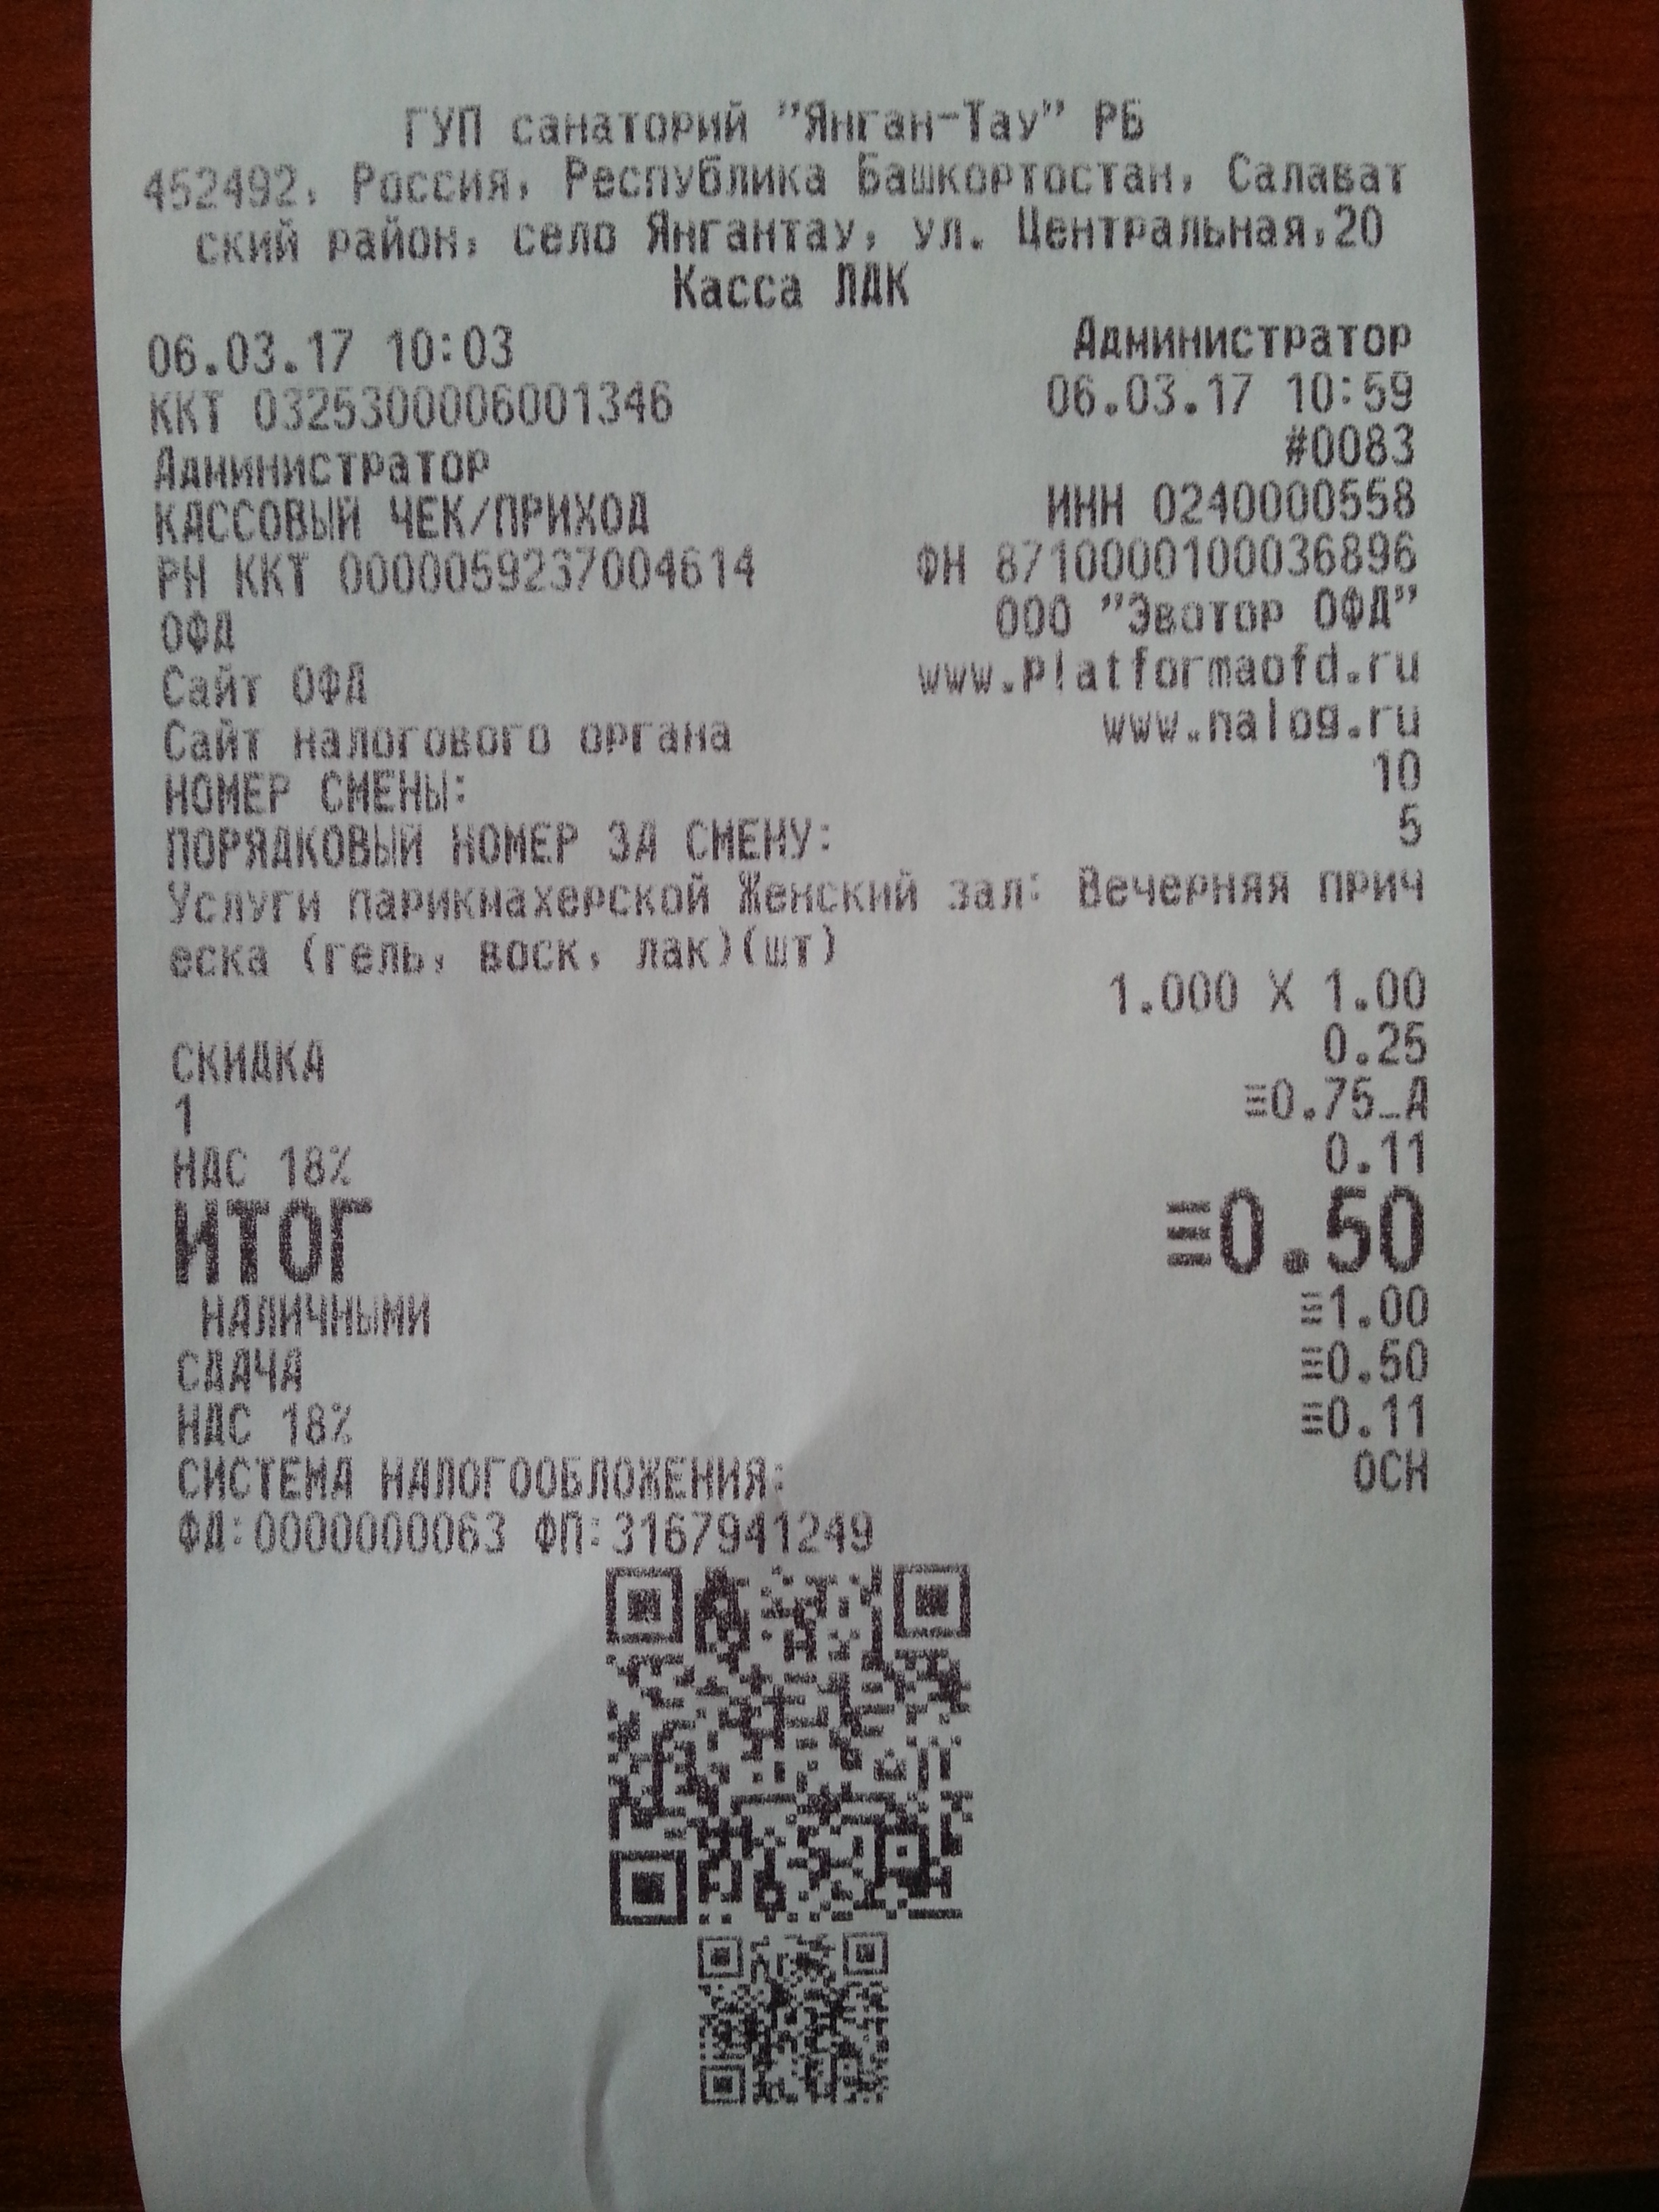 ГУП санаторий "Янган-Тау" РБ
452492, Россия, Республика Башкортостан, Салават
ский район, село Янгантау, ул. Центральная,20
Касса ЛДК
Администратор
06.03.17 10:03 06.03.17 10:59
ККТ 0325300006001346 #0083
Администратор ИНН 0240000558
КАССОВЫЙ ЧЕК/ПРИХОД ФН 8710000100036896
РН ККТ 0000059237004614
ОФД ООО "Эвотор ОФД"
Сайт ОФД www.platformaofd.ru
Сайт налогового органа www.nalog.ru
НОМЕР СМЕНЫ: 10
ПОРЯДКОВЫЙ НОМЕР ЗА СМЕНУ: 5
Услуги парикмахерской Женский зал: Вечерняя прич
еска (гель, воск, лак)(шт)
1.000 X 1.00
СКИДКА 0.25
1 ≡0.75_А
НДС 18% 0.11
ИТОГ ≡0.50
НАЛИЧНЫМИ ≡1.00
СДАЧА ≡0.50
НДС 18% ≡0.11
СИСТЕМА НАЛОГООБЛОЖЕНИЯ: ОСН
ФД:0000000063 ФП:3167941249